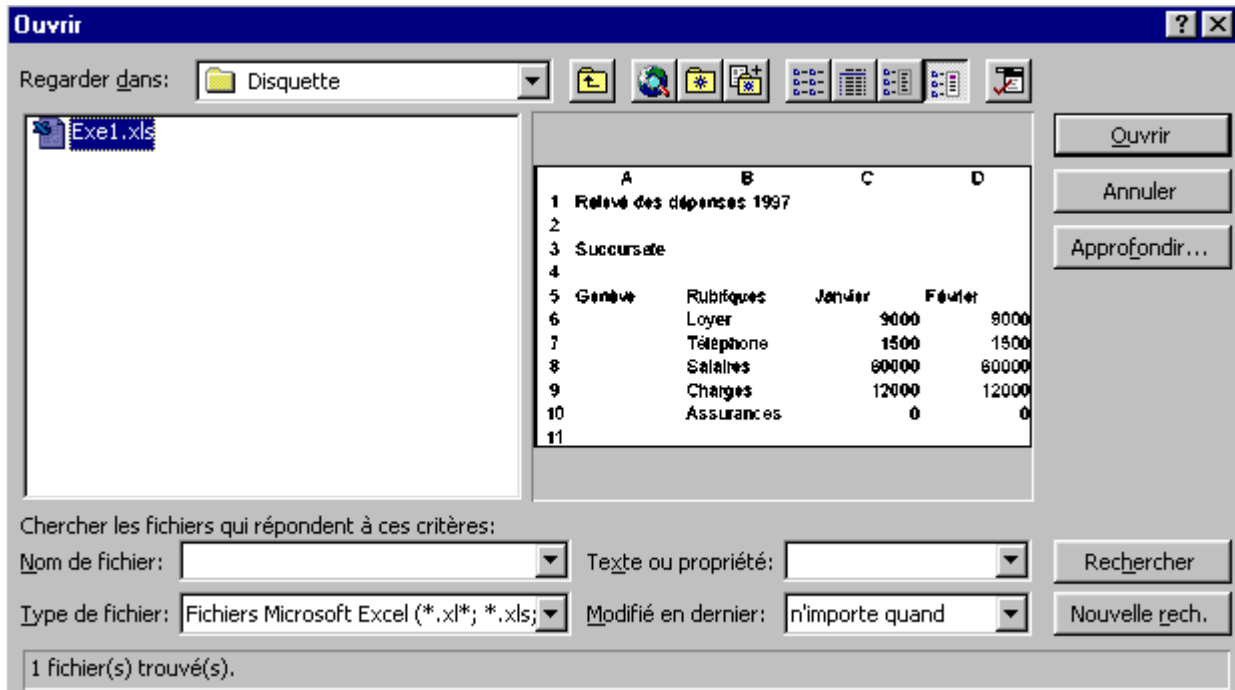 Ouvrir
Regarder dans: Disquette
Exe1.xls
A B C D
1 Relevé des dépenses 1997
2
3 Succursale
4
5 Genève Rubriques Janvier Février
6 Loyer 9000 9000
7 Téléphone 1500 1500
8 Salaires 60000 60000
9 Charges 12000 12000
10 Assurances 0 0
11
Ouvrir
Annuler
Approfondir...
Chercher les fichiers qui répondent à ces critères:
Nom de fichier: Texte ou propriété: Rechercher
Type de fichier: Fichiers Microsoft Excel (*.xl*; *.xls; Modifié en dernier: n'importe quand Nouvelle rech.
1 fichier(s) trouvé(s).